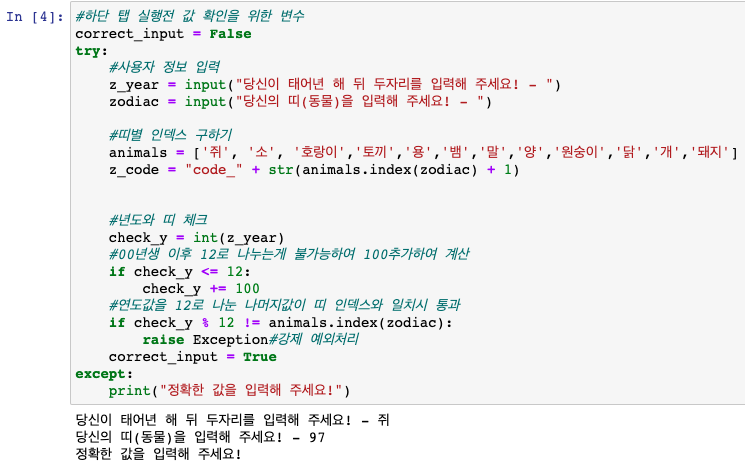 In [4]: #하단 탭 실행전 값 확인을 위한 변수
correct_input = False
try:
#사용자 정보 입력
z_year = input("당신이 태어년 해 뒤 두자리를 입력해 주세요! - ")
zodiac = input("당신의 띠(동물)을 입력해 주세요! - ")
#띠별 인덱스 구하기
animals = ['쥐', '소', '호랑이','토끼','용','뱀','말','양','원숭이','닭','개','돼지']
z_code = "code_" + str(animals.index(zodiac) + 1)
#년도와 띠 체크
check_y = int(z_year)
#00년생 이후 12로 나누는게 불가능하여 100추가하여 계산
if check_y <= 12:
check_y += 100
#연도값을 12로 나눈 나머지값이 띠 인덱스와 일치시 통과
if check_y % 12 != animals.index(zodiac):
raise Exception#강제 예외처리
correct_input = True
except:
print("정확한 값을 입력해 주세요!")
당신이 태어년 해 뒤 두자리를 입력해 주세요! - 쥐
당신의 띠(동물)을 입력해 주세요! - 97
정확한 값을 입력해 주세요!